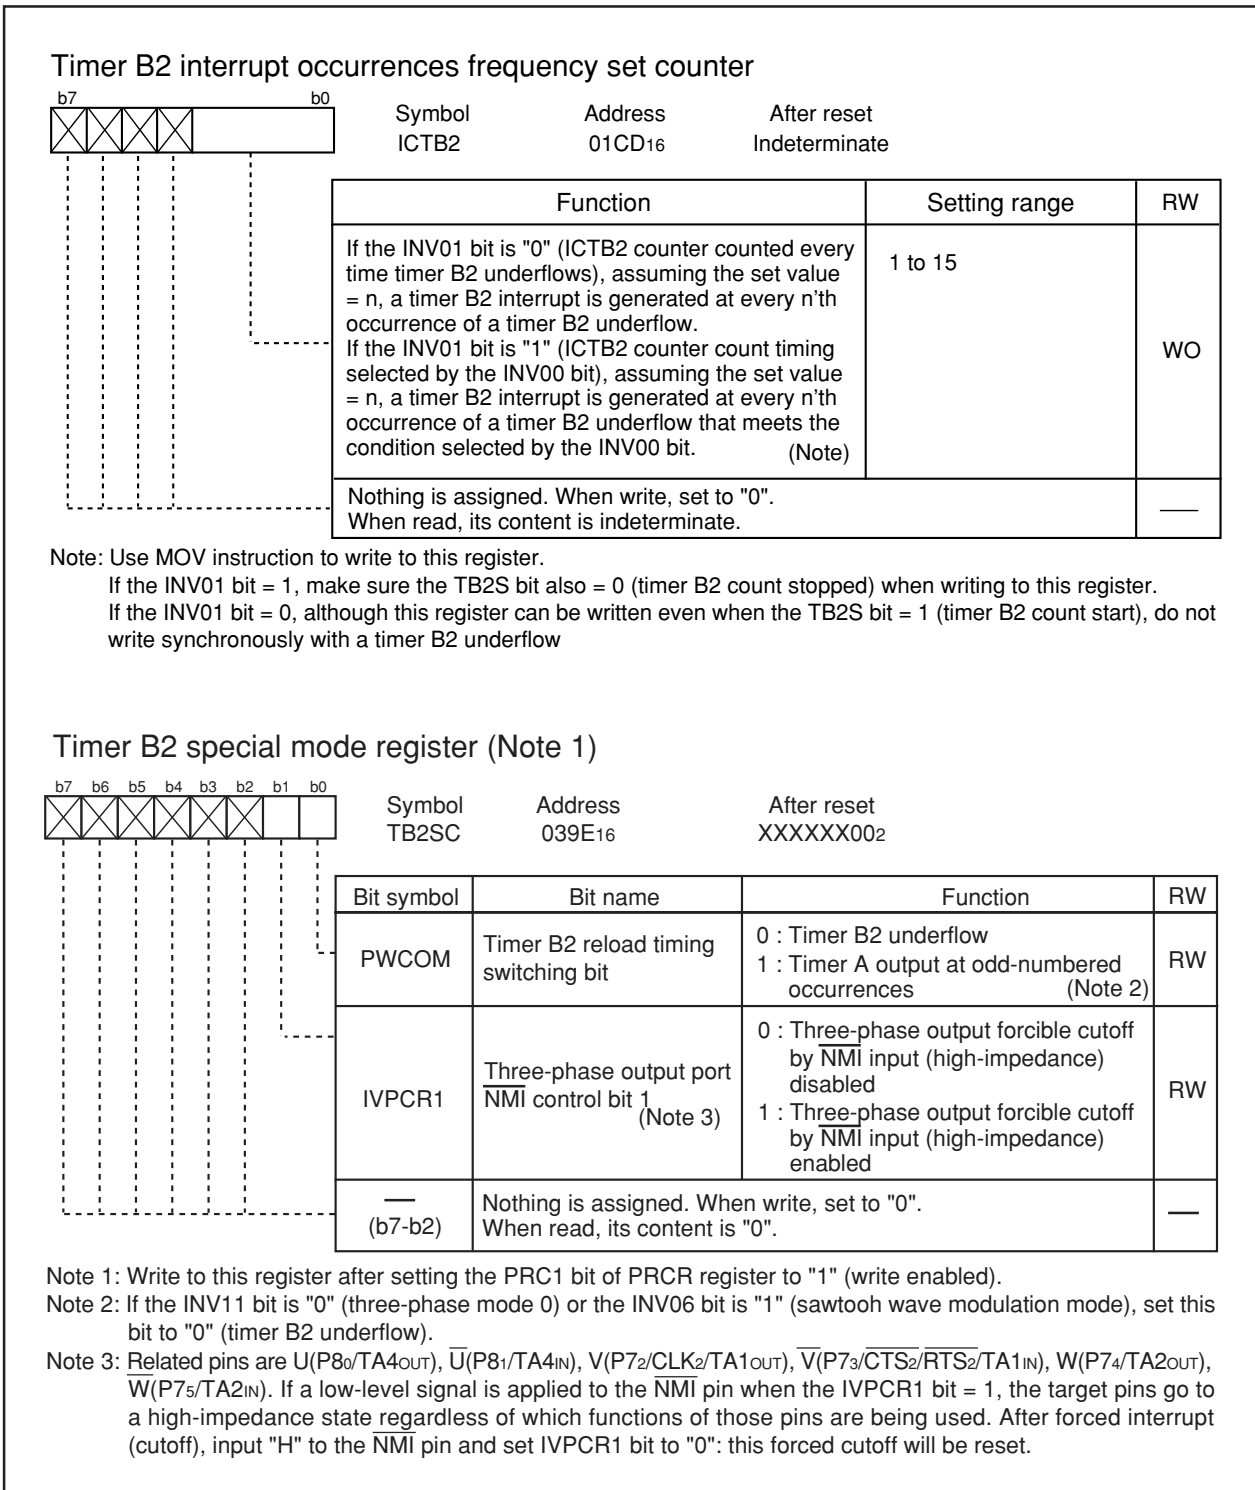 Timer B2 interrupt occurrences frequency set counter
b7 b0
Symbol Address After reset
ICTB2 01CD16 Indeterminate
Function Setting range RW
If the INV01 bit is "0" (ICTB2 counter counted every
time timer B2 underflows), assuming the set value
= n, a timer B2 interrupt is generated at every n'th
occurrence of a timer B2 underflow.
If the INV01 bit is "1" (ICTB2 counter count timing
selected by the INV00 bit), assuming the set value
= n, a timer B2 interrupt is generated at every n'th
occurrence of a timer B2 underflow that meets the
condition selected by the INV00 bit. (Note)
1 to 15
WO
Nothing is assigned. When write, set to "0".
When read, its content is indeterminate.
—
Note: Use MOV instruction to write to this register.
If the INV01 bit = 1, make sure the TB2S bit also = 0 (timer B2 count stopped) when writing to this register.
If the INV01 bit = 0, although this register can be written even when the TB2S bit = 1 (timer B2 count start), do not
write synchronously with a timer B2 underflow
Timer B2 special mode register (Note 1)
b7 b6 b5 b4 b3 b2 b1 b0
Symbol Address After reset
TB2SC 039E16 XXXXXX002
Bit symbol Bit name Function RW
PWCOM
Timer B2 reload timing
switching bit
0 : Timer B2 underflow
1 : Timer A output at odd-numbered
occurrences (Note 2)
RW
IVPCR1
Three-phase output port
N̅M̅I̅ control bit 1
(Note 3)
0 : Three-phase output forcible cutoff
by N̅M̅I̅ input (high-impedance)
disabled
1 : Three-phase output forcible cutoff
by N̅M̅I̅ input (high-impedance)
enabled
RW
—
(b7-b2)
Nothing is assigned. When write, set to "0".
When read, its content is "0".
—
Note 1: Write to this register after setting the PRC1 bit of PRCR register to "1" (write enabled).
Note 2: If the INV11 bit is "0" (three-phase mode 0) or the INV06 bit is "1" (sawtooh wave modulation mode), set this
bit to "0" (timer B2 underflow).
Note 3: Related pins are U(P80/TA4OUT), U̅(P81/TA4IN), V(P72/CLK2/TA1OUT), V̅(P73/C̅T̅S̅2̅/R̅T̅S̅2̅/TA1IN), W(P74/TA2OUT),
W̅(P75/TA2IN). If a low-level signal is applied to the N̅M̅I̅ pin when the IVPCR1 bit = 1, the target pins go to
a high-impedance state regardless of which functions of those pins are being used. After forced interrupt
(cutoff), input "H" to the N̅M̅I̅ pin and set IVPCR1 bit to "0": this forced cutoff will be reset.